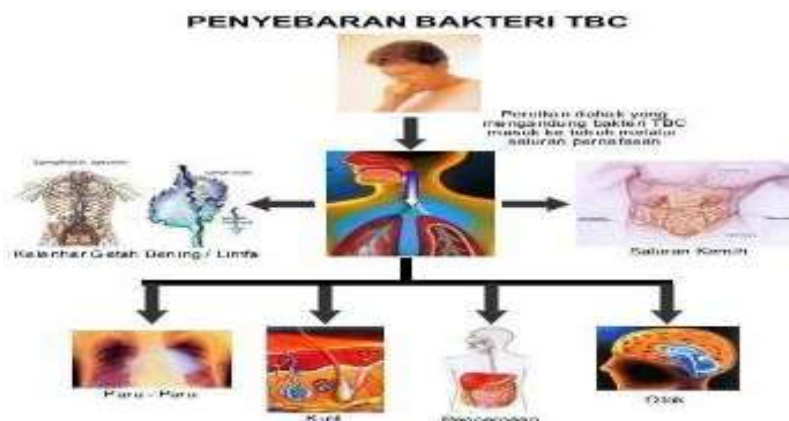 PENYEBARAN BAKTERI TBC
Percikan dahak yang
mengandung bakteri TBC
masuk ke tubuh melalui
saluran pernafasan
Kelenjar Getah Bening / Limfa
Saluran Kemih
Paru - Paru
Kulit
Pencernaan
Otak